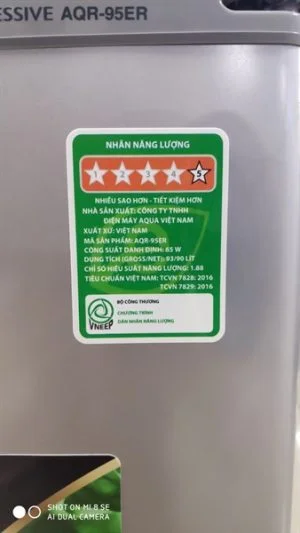 ESSIVE AQR-95ER
NHÃN NĂNG LƯỢNG
1 2 3 4 5
NHIỀU SAO HƠN - TIẾT KIỆM HƠN
NHÀ SẢN XUẤT: CÔNG TY TNHH
ĐIỆN MÁY AQUA VIỆT NAM
XUẤT XỨ: VIỆT NAM
MÃ SẢN PHẨM: AQR-95ER
CÔNG SUẤT DANH ĐỊNH: 65 W
DUNG TÍCH (GROSS/NET): 93/90 LÍT
CHỈ SỐ HIỆU SUẤT NĂNG LƯỢNG: 1.88
TIÊU CHUẨN VIỆT NAM: TCVN 7828: 2016
TCVN 7829: 2016
BỘ CÔNG THƯƠNG
CHƯƠNG TRÌNH
DÁN NHÃN NĂNG LƯỢNG
VNEEP
SHOT ON MI 8 SE
AI DUAL CAMERA